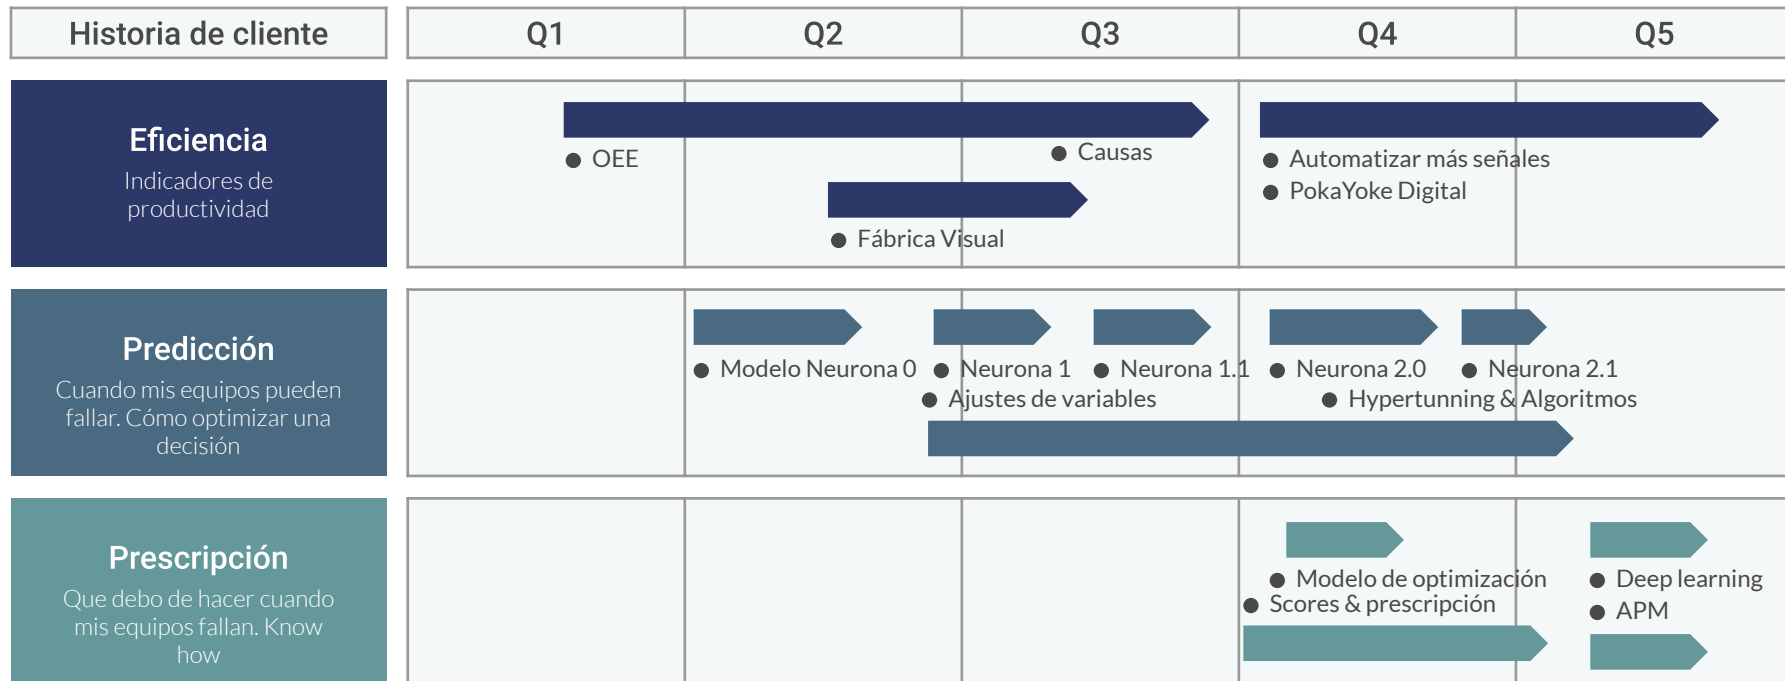 Historia de cliente
Q1
Q2
Q3
Q4
Q5
Eficiencia
Indicadores de
productividad
OEE
Causas
Fábrica Visual
Automatizar más señales
PokaYoke Digital
Predicción
Cuando mis equipos pueden
fallar. Cómo optimizar una
decisión
Modelo Neurona 0
Neurona 1
Neurona 1.1
Neurona 2.0
Neurona 2.1
Ajustes de variables
Hypertunning & Algoritmos
Prescripción
Que debo de hacer cuando
mis equipos fallan. Know
how
Modelo de optimización
Scores & prescripción
Deep learning
APM